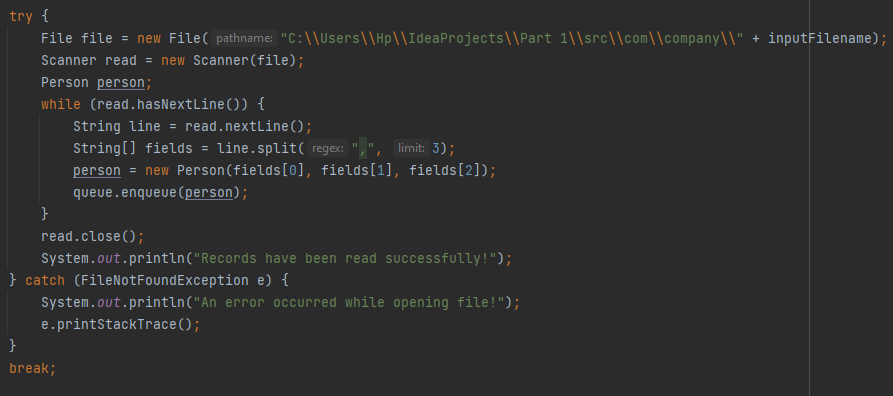 try {
File file = new File( pathname: "C:\\Users\\Hp\\IdeaProjects\\Part 1\\src\\com\\company\\" + inputFilename);
Scanner read = new Scanner(file);
Person person;
while (read.hasNextLine()) {
String line = read.nextLine();
String[] fields = line.split( regex: ",", limit: 3);
person = new Person(fields[0], fields[1], fields[2]);
queue.enqueue(person);
}
read.close();
System.out.println("Records have been read successfully!");
} catch (FileNotFoundException e) {
System.out.println("An error occurred while opening file!");
e.printStackTrace();
}
break;